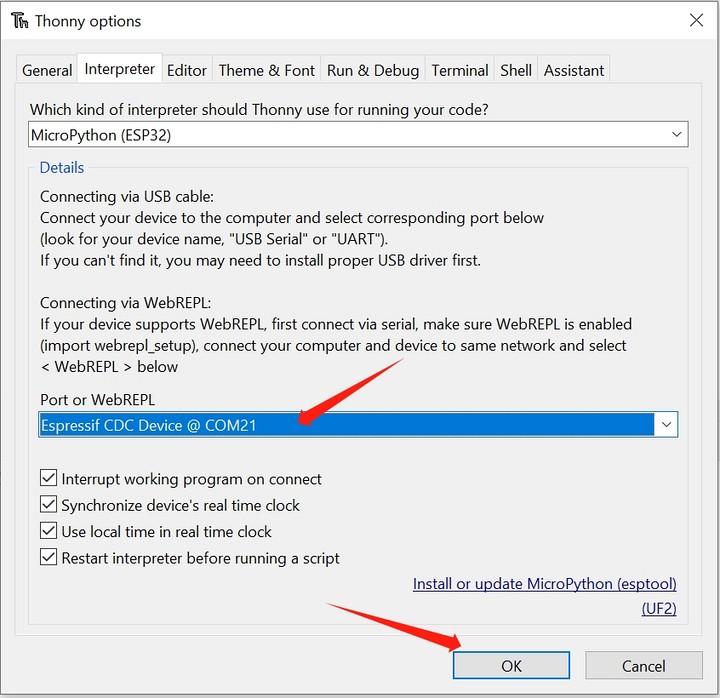 Thonny options
General Interpreter Editor Theme & Font Run & Debug Terminal Shell Assistant
Which kind of interpreter should Thonny use for running your code?
MicroPython (ESP32)
Details
Connecting via USB cable:
Connect your device to the computer and select corresponding port below
(look for your device name, "USB Serial" or "UART").
If you can't find it, you may need to install proper USB driver first.
Connecting via WebREPL:
If your device supports WebREPL, first connect via serial, make sure WebREPL is enabled
(import webrepl_setup), connect your computer and device to same network and select
< WebREPL > below
Port or WebREPL
Espressif CDC Device @ COM21
Interrupt working program on connect
Synchronize device's real time clock
Use local time in real time clock
Restart interpreter before running a script
Install or update MicroPython (esptool)
(UF2)
OK Cancel